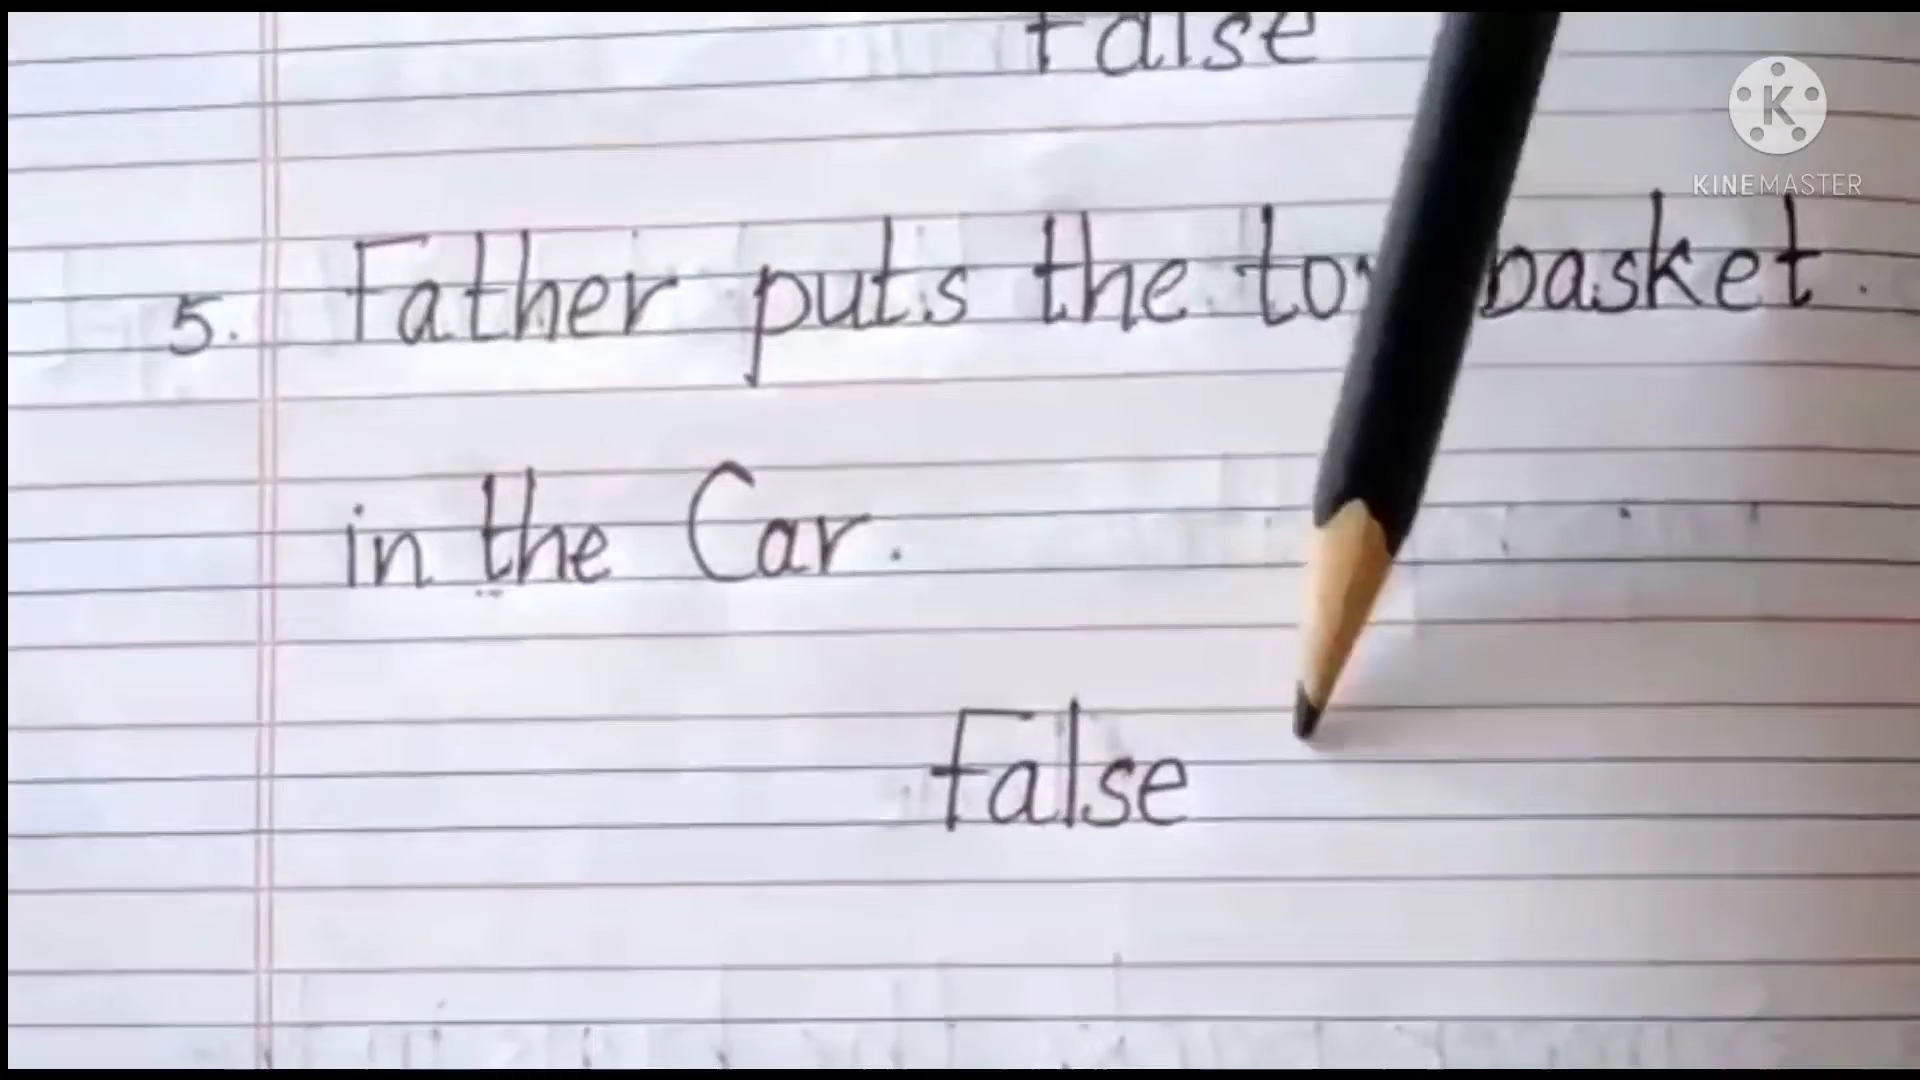 False
KINEMASTER
5. Father puts the basket.
in the Car.
False